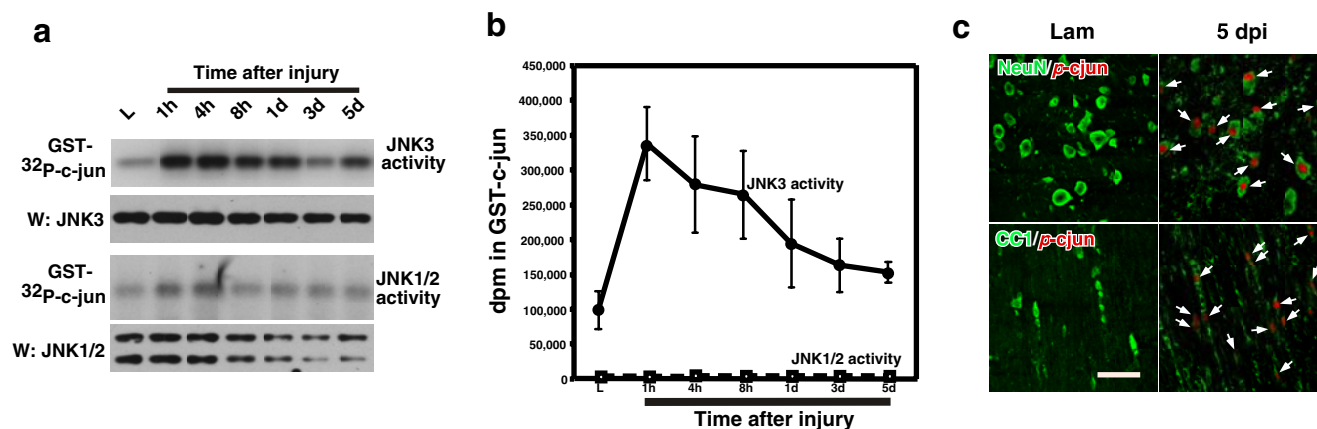 a
Time after injury
L 1h 4h 8h 1d 3d 5d
GST-
32P-c-jun
JNK3
activity
W: JNK3
GST-
32P-c-jun
JNK1/2
activity
W: JNK1/2
b
450,000
400,000
350,000
300,000
250,000
200,000
150,000
100,000
50,000
0
dpm in GST-c-jun
JNK3 activity
JNK1/2 activity
L 1h 4h 8h 1d 3d 5d
Time after injury
c
Lam 5 dpi
NeuN/p-cjun
CC1/p-cjun